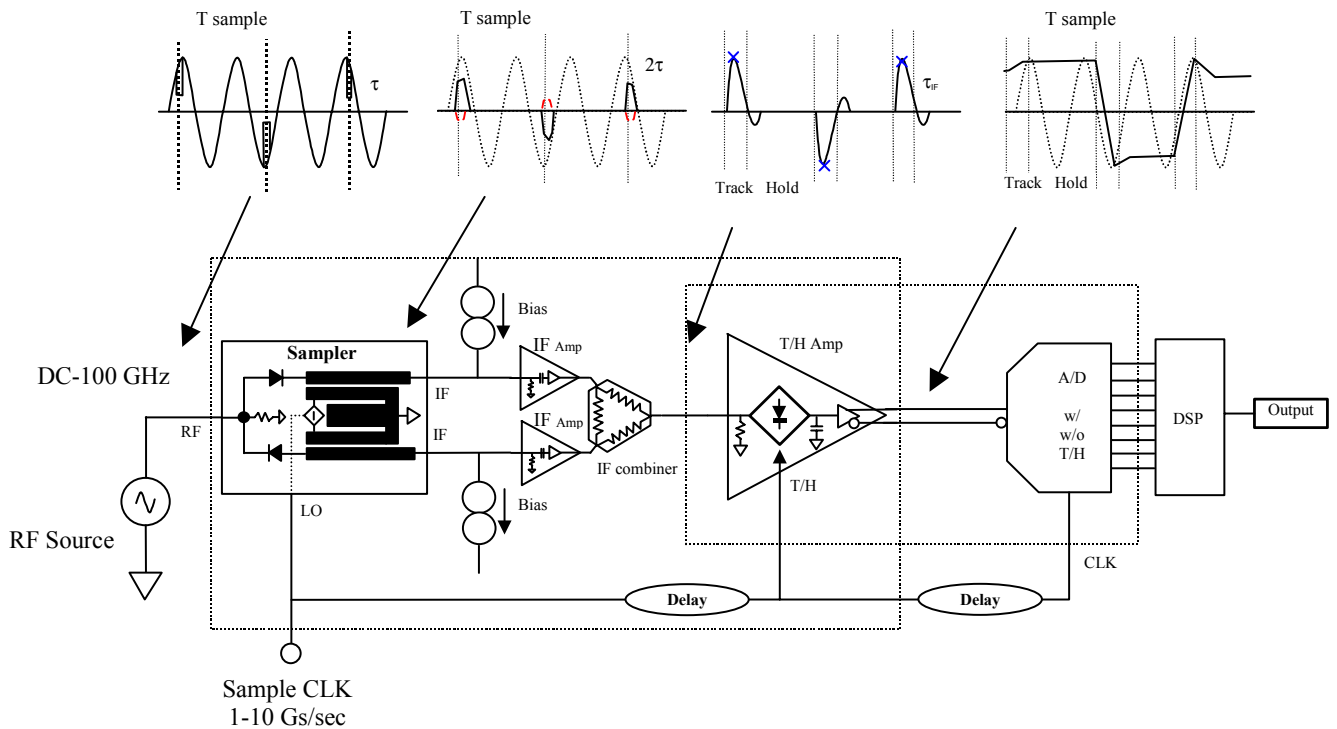 T sample
T sample
T sample
τ
2τ
τIF
Track Hold
Track Hold
DC-100 GHz
Sampler
RF
IF
IF
LO
RF Source
Bias
Bias
IF Amp
IF Amp
IF combiner
T/H Amp
T/H
A/D
w/
w/o
T/H
DSP
Output
CLK
Delay
Delay
Sample CLK
1-10 Gs/sec